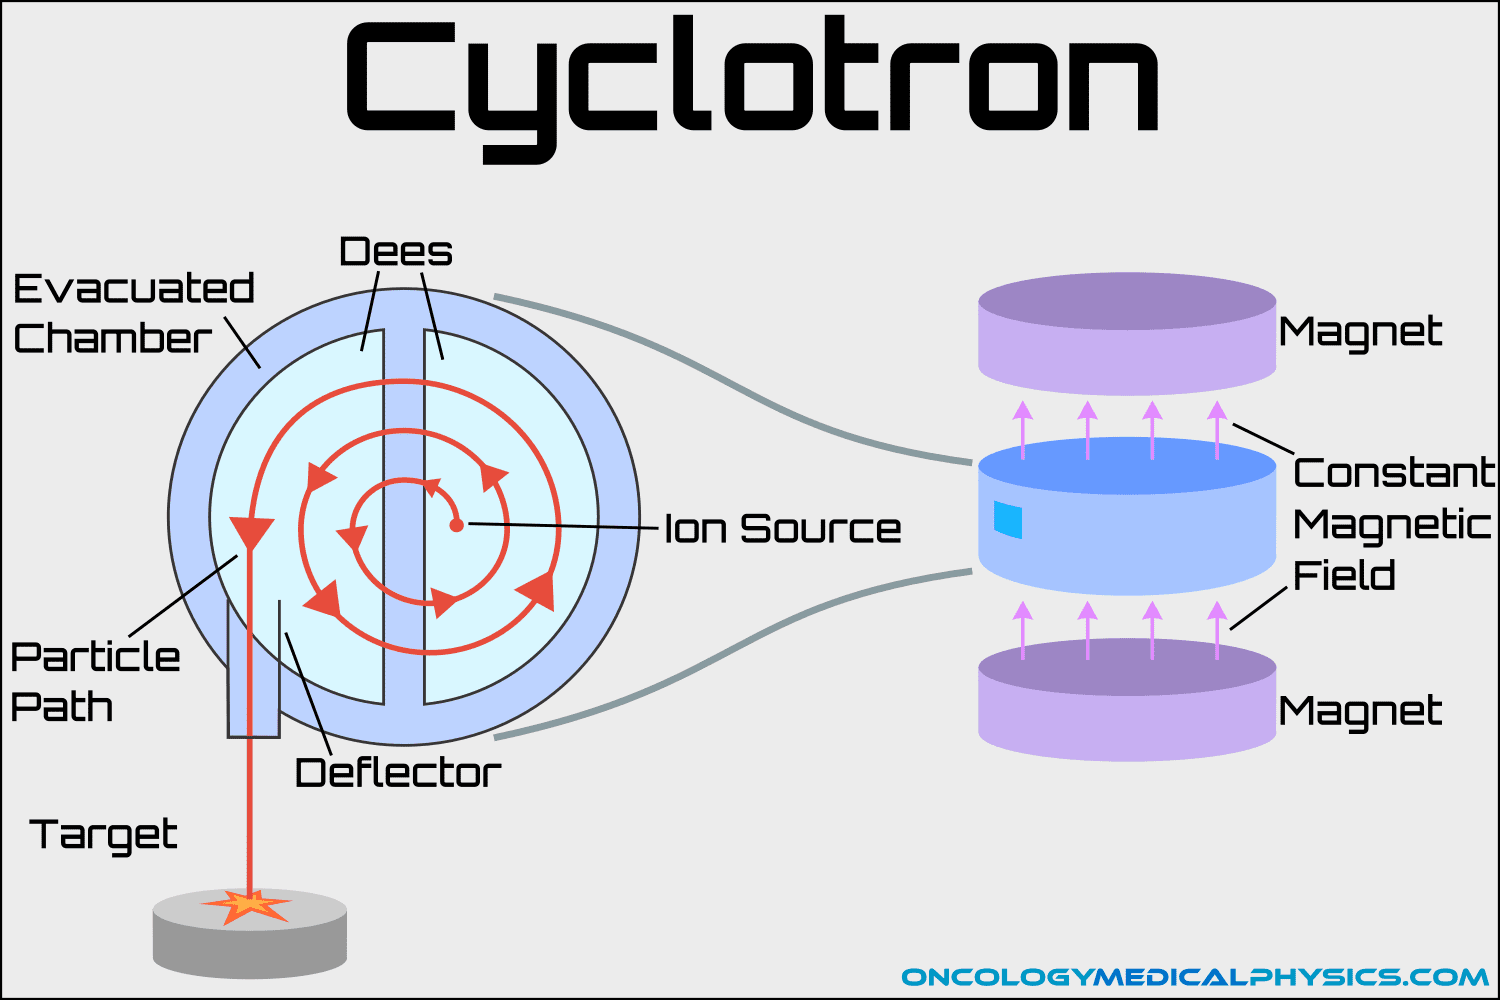 Cyclotron
Dees
Evacuated
Chamber
Magnet
Ion Source
Constant
Magnetic
Field
Particle
Path
Magnet
Deflector
Target
ONCOLOGYMEDICALPHYSICS.COM